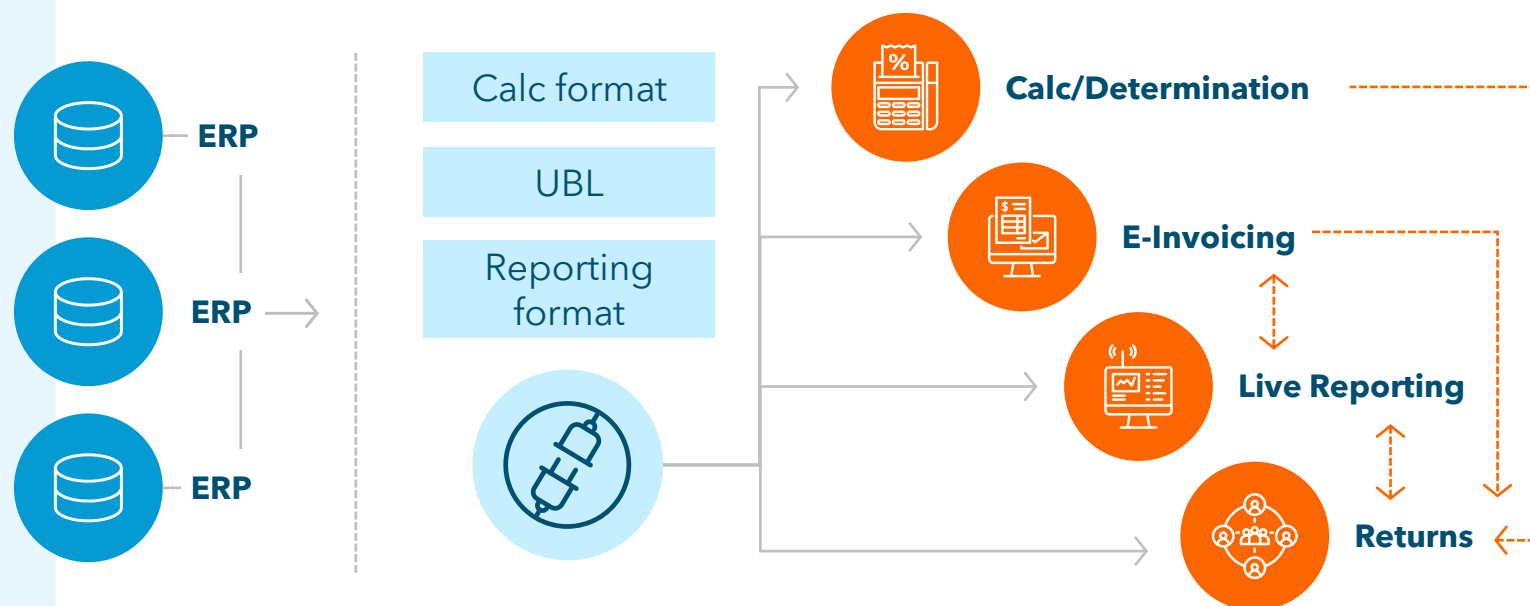 ERP
ERP
ERP
Calc format
UBL
Reporting
format
%
Calc/Determination
$
E-Invoicing
Live Reporting
Returns